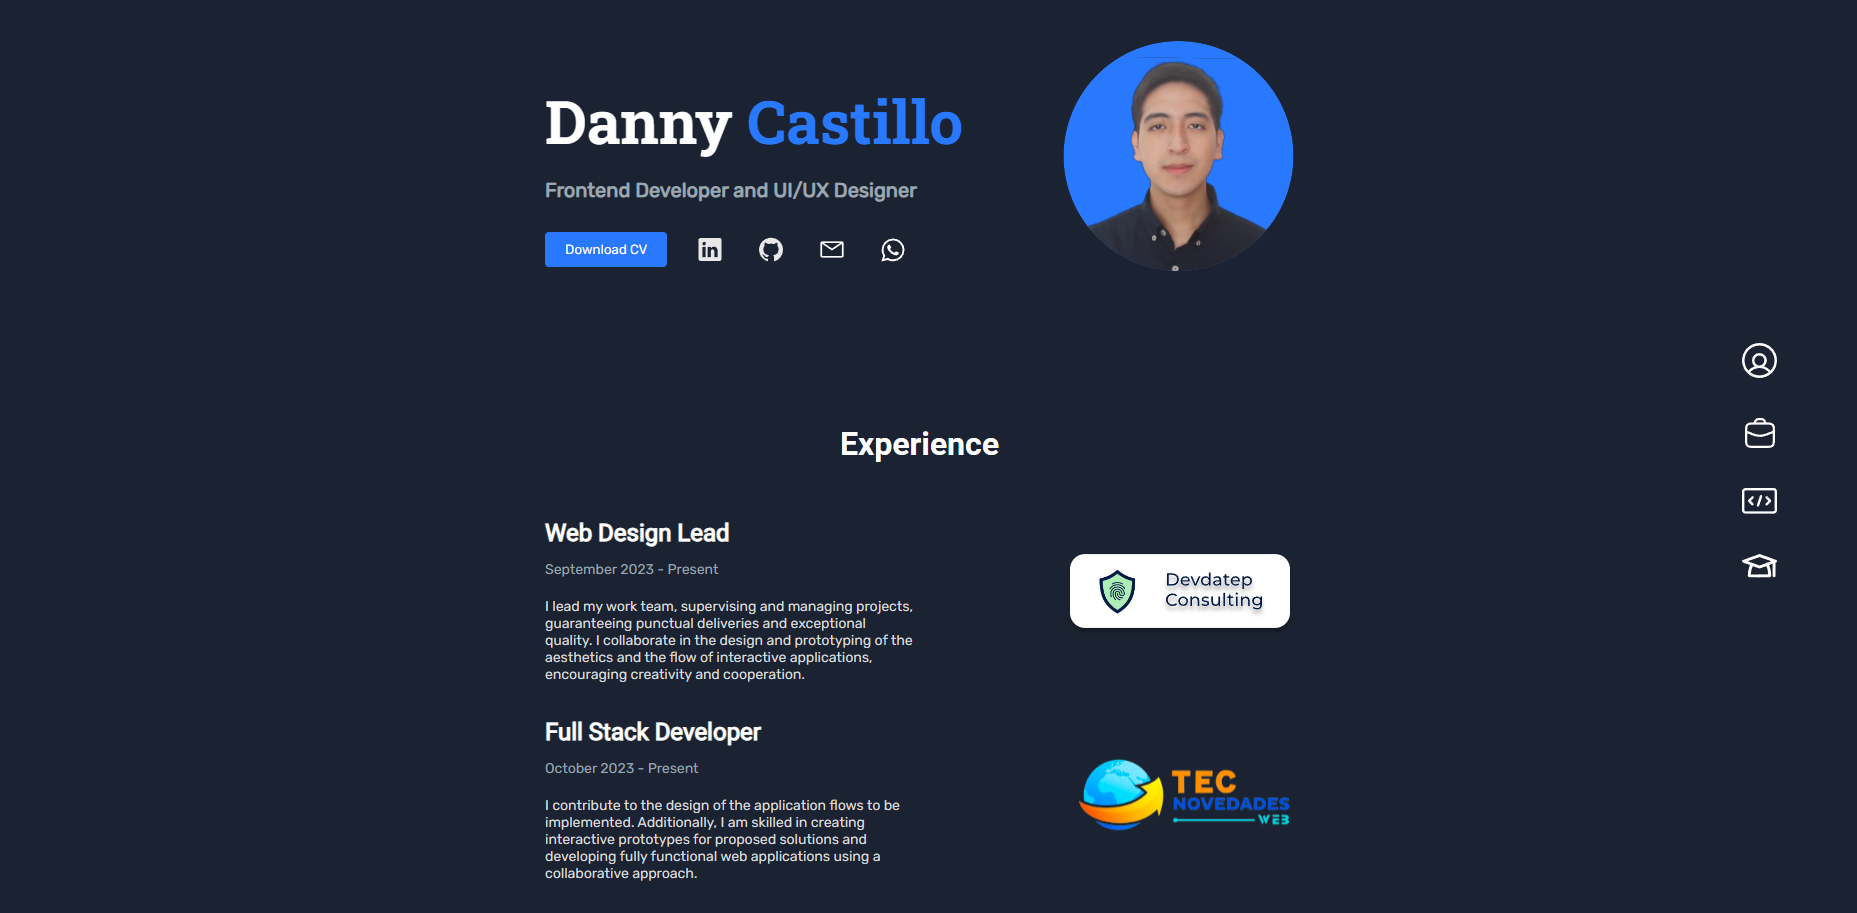 Danny Castillo
Frontend Developer and UI/UX Designer
Download CV
Experience
Web Design Lead
September 2023 - Present
I lead my work team, supervising and managing projects,
guaranteeing punctual deliveries and exceptional
quality. I collaborate in the design and prototyping of the
aesthetics and the flow of interactive applications,
encouraging creativity and cooperation.
Devdatep
Consulting
Full Stack Developer
October 2023 - Present
I contribute to the design of the application flows to be
implemented. Additionally, I am skilled in creating
interactive prototypes for proposed solutions and
developing fully functional web applications using a
collaborative approach.
TEC
NOVEDADES
WEB